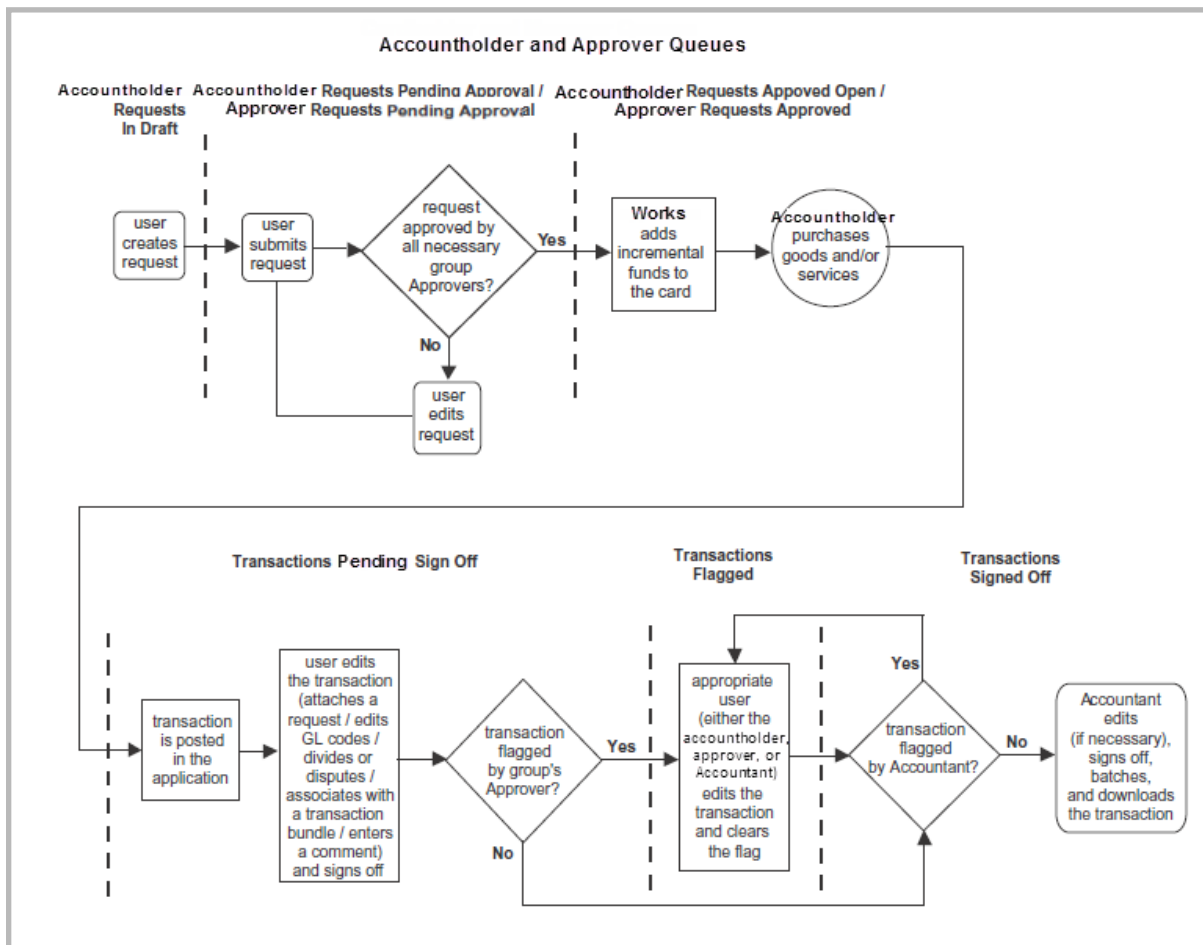 Accountholder and Approver Queues
Accountholder
Requests
In Draft
Accountholder Requests Pending Approval /
Approver Requests Pending Approval
Accountholder Requests Appoved Open /
Approver Requests Approved
user
creates
request
user
submits
request
request
approved by
all necessary
group
Approvers?
Yes
No
user
edits
request
Works
adds
incremental
funds to
the card
Accountholder
purchases
goods and/or
services
Transactions Pending Sign Off
Transactions
Flagged
Transactions
Signed Off
transaction
is posted
in the
application
user edits
the transaction
(attaches a
request / edits
GL codes /
divides or
disputes /
associates with
a transaction
bundle / enters
a comment)
and signs off
transaction
flagged
by group's
Approver?
Yes
No
appropriate
user
(either the
accountholder,
approver, or
Accountant)
edits the
transaction
and clears
the flag
Yes
transaction
flagged
by Accountant?
No
Accountant
edits
(if necessary),
signs off,
batches,
and downloads
the transaction